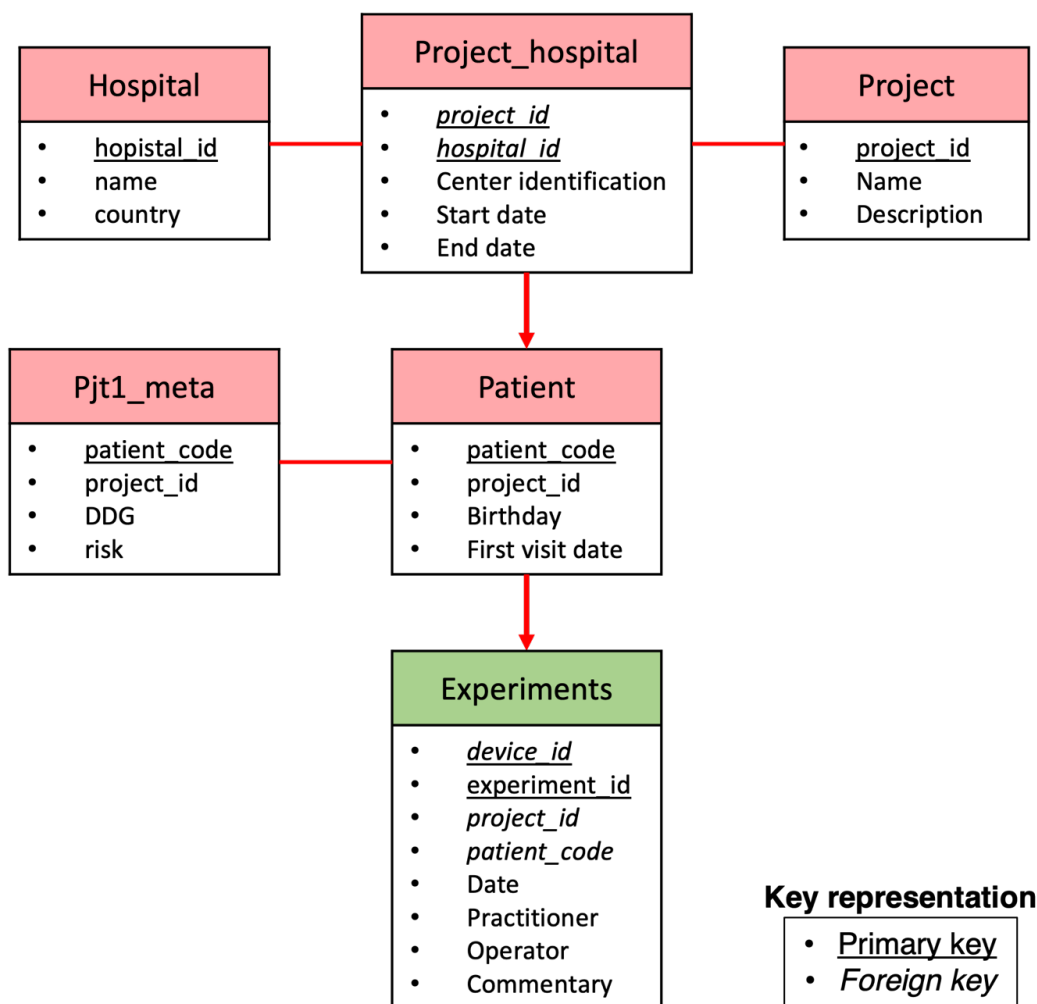 Hospital
• hopistal_id
• name
• country
Project_hospital
• project_id
• hospital_id
• Center identification
• Start date
• End date
Project
• project_id
• Name
• Description
Pjt1_meta
• patient_code
• project_id
• DDG
• risk
Patient
• patient_code
• project_id
• Birthday
• First visit date
Experiments
• device_id
• experiment_id
• project_id
• patient_code
• Date
• Practitioner
• Operator
• Commentary
Key representation
• Primary key
• Foreign key